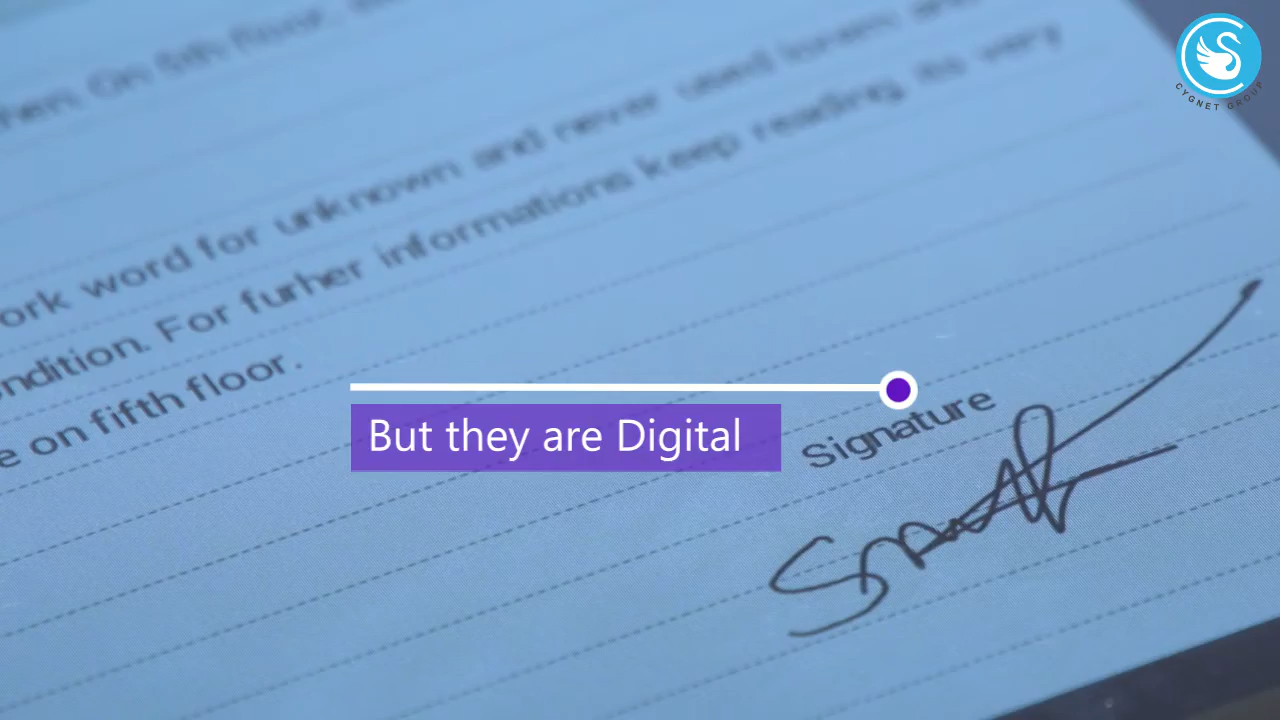 hen. On 5th floor,
ork word for unknown and never used lorem and
ndition. For furher informations keep reading, its very
e on fifth floor.
But they are Digital
Signature
CYGNET GROUP